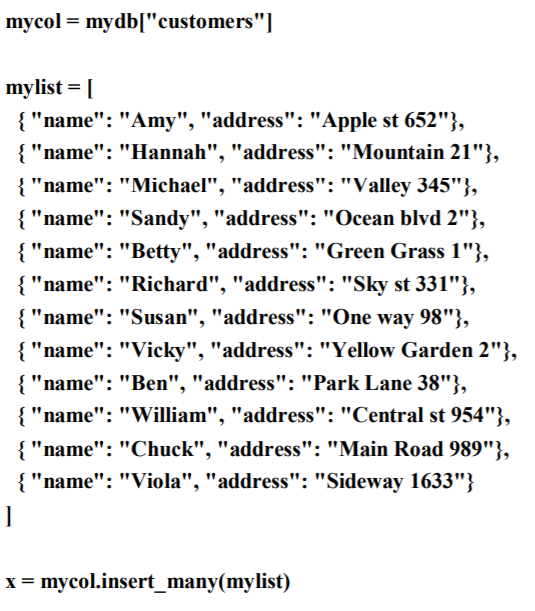 mycol = mydb["customers"]
mylist = [
{ "name": "Amy", "address": "Apple st 652"},
{ "name": "Hannah", "address": "Mountain 21"},
{ "name": "Michael", "address": "Valley 345"},
{ "name": "Sandy", "address": "Ocean blvd 2"},
{ "name": "Betty", "address": "Green Grass 1"},
{ "name": "Richard", "address": "Sky st 331"},
{ "name": "Susan", "address": "One way 98"},
{ "name": "Vicky", "address": "Yellow Garden 2"},
{ "name": "Ben", "address": "Park Lane 38"},
{ "name": "William", "address": "Central st 954"},
{ "name": "Chuck", "address": "Main Road 989"},
{ "name": "Viola", "address": "Sideway 1633"}
]
x = mycol.insert_many(mylist)